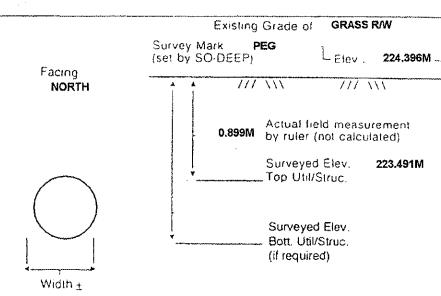 Existing Grade of GRASS R/W
Survey Mark PEG
(set by SO-DEEP)
Elev. 224.396M
Facing
NORTH
0.899M
Actual field measurement
by ruler (not calculated)
Surveyed Elev. 223.491M
Top Util/Struc.
Surveyed Elev.
Bott. Util/Struc.
(if required)
Width ±